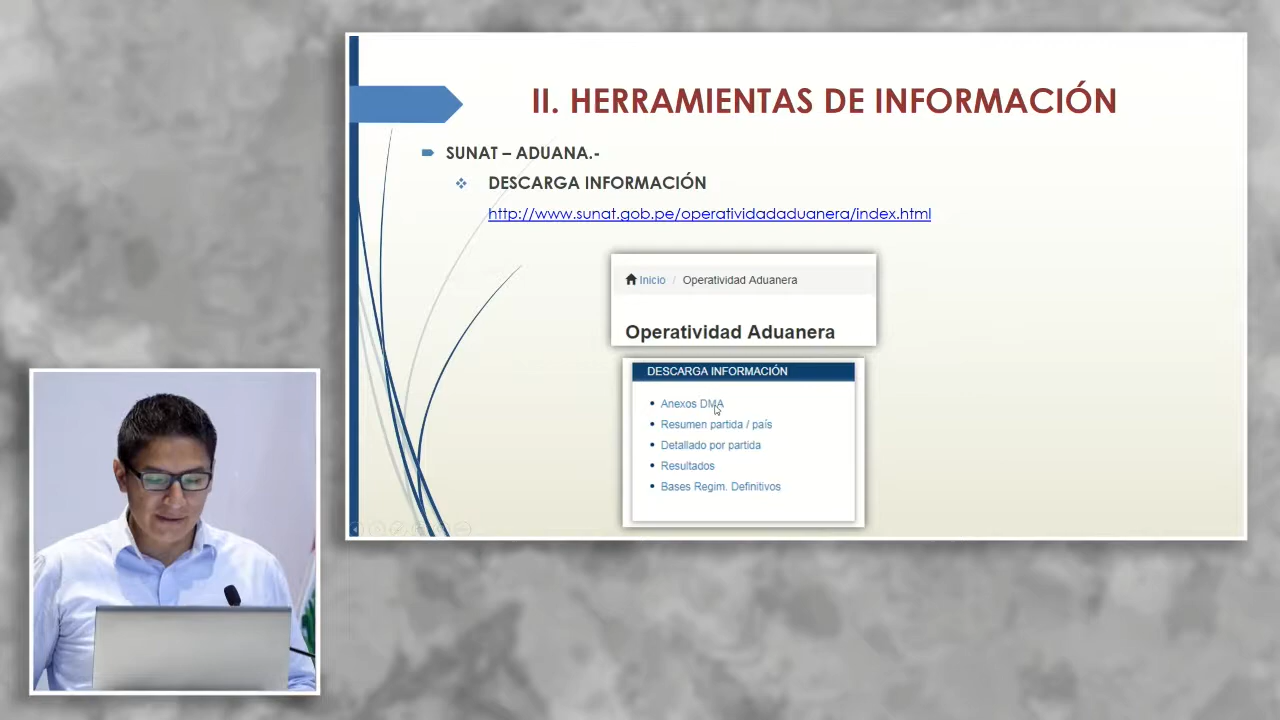 II. HERRAMIENTAS DE INFORMACIÓN
SUNAT – ADUANA.-
DESCARGA INFORMACIÓN
http://www.sunat.gob.pe/operatividadaduanera/index.html
Inicio / Operatividad Aduanera
Operatividad Aduanera
DESCARGA INFORMACIÓN
Anexos DMA
Resumen partida / país
Detallado por partida
Resultados
Bases Regim. Definitivos